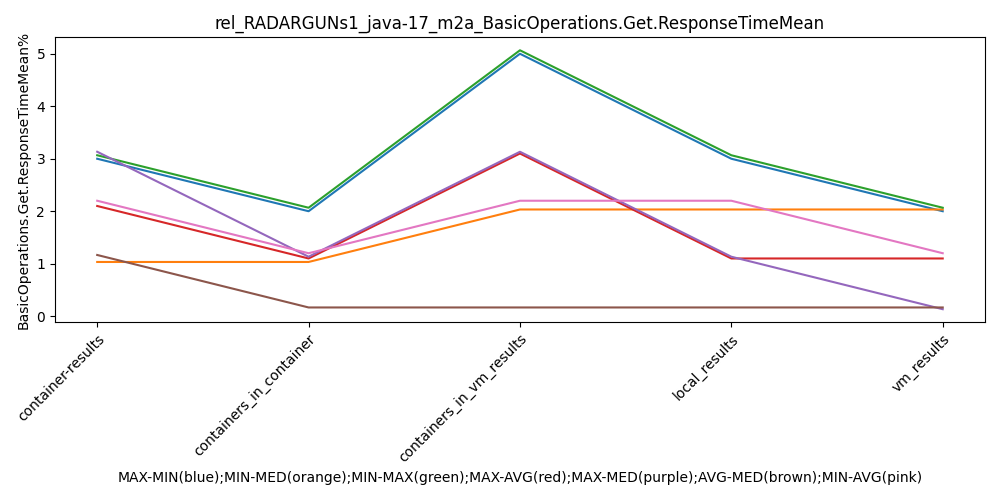 rel_RADARGUNs1_java-17_m2a_BasicOperations.Get.ResponseTimeMean
BasicOperations.Get.ResponseTimeMean%
5
4
3
2
1
0
container-results
containers_in_container
containers_in_vm_results
local_results
vm_results
MAX-MIN(blue);MIN-MED(orange);MIN-MAX(green);MAX-AVG(red);MAX-MED(purple);AVG-MED(brown);MIN-AVG(pink)